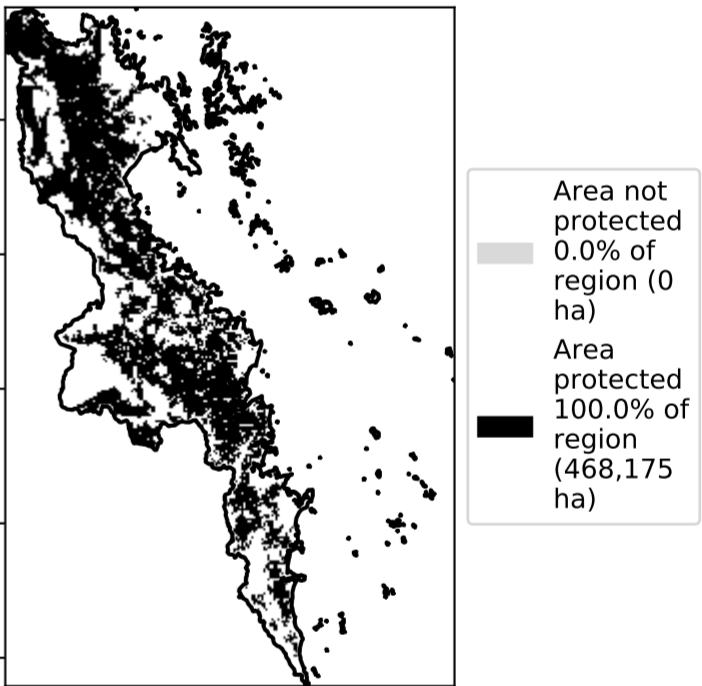 Area not
protected
0.0% of
region (0
ha)
Area
protected
100.0% of
region
(468,175
ha)